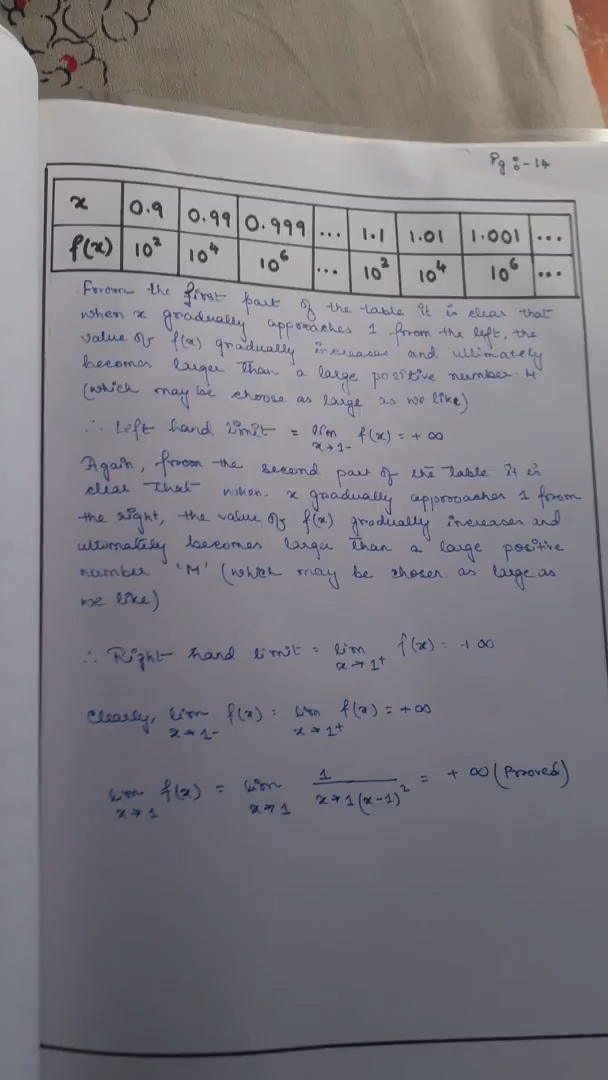 Pg :- 14
x 0.9 0.99 0.999 ... 1.1 1.01 1.001 ...
f(x) 10² 10⁴ 10⁶ ... 10² 10⁴ 10⁶ ...
From the first part of the table it is clear that
when x gradually approaches 1 from the left, the
value of f(x) gradually increases and ultimately
becomes larger than a large positive number M
(which may be choose as large as we like)
∴ Left hand limit = lim x→1- f(x) = +∞
Again, from the second part of the table it is
clear that when x gradually approaches 1 from
the right, the value of f(x) gradually increases and
ultimately becomes larger than a large positive
number 'M' (which may be chosen as large as
we like)
∴ Right hand limit = lim x→1⁺ f(x) = +∞
Clearly, lim x→1- f(x) = lim x→1⁺ f(x) = +∞
lim x→1 f(x) = lim x→1 1/x→1(x-1)² = +∞ (Proved)